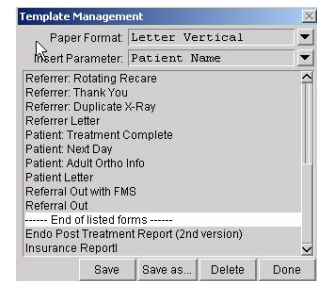 Template Management
Paper Format: Letter Vertical
Insert Parameter: Patient Name
Referrer: Rotating Recare
Referrer: Thank You
Referrer: Duplicate X-Ray
Referrer Letter
Patient: Treatment Complete
Patient: Next Day
Patient: Adult Ortho Info
Patient Letter
Referral Out with FMS
Referral Out
------ End of listed forms ------
Endo Post Treatment Report (2nd version)
Insurance Reportl
Save Save as... Delete Done